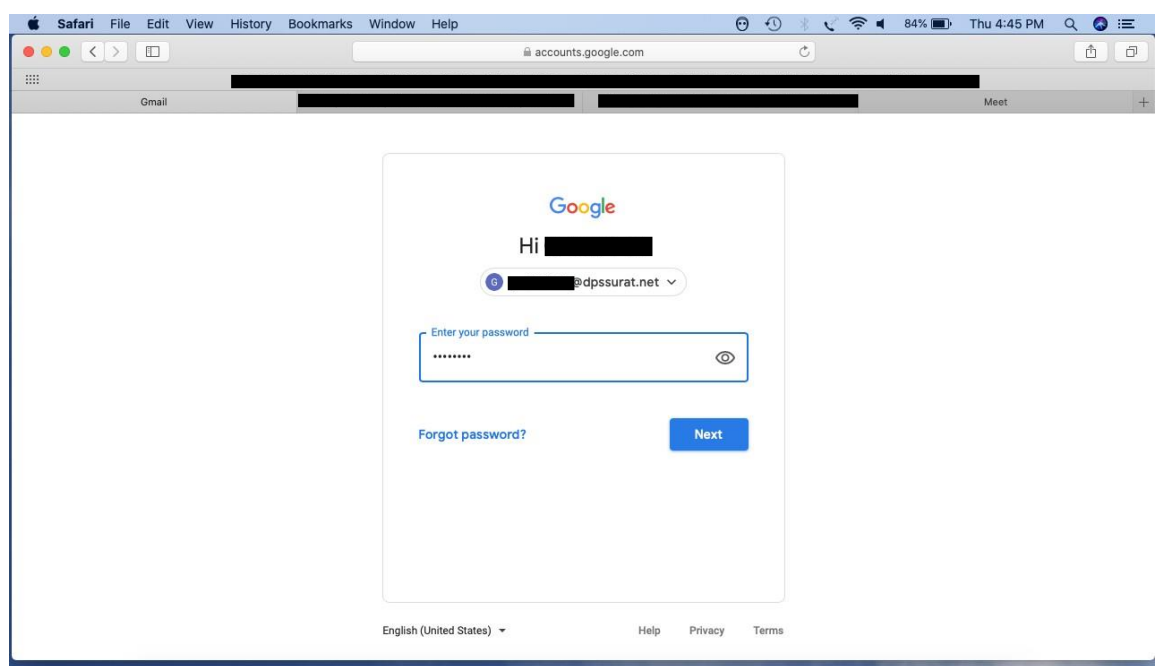 Safari File Edit View History Bookmarks Window Help 84% Thu 4:45 PM
accounts.google.com
Gmail Meet
Google
Hi
G @dpssurat.net
Enter your password
••••••••
Forgot password? Next
English (United States) Help Privacy Terms